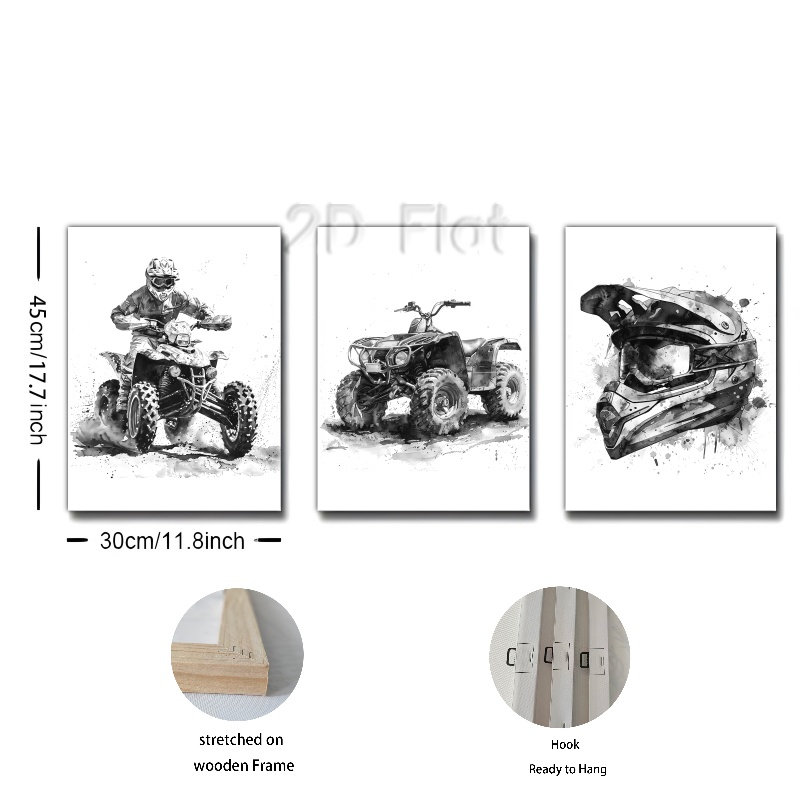 2D Flat
45cm/17.7inch
30cm/11.8inch
stretched on
wooden Frame
Hook
Ready to Hang